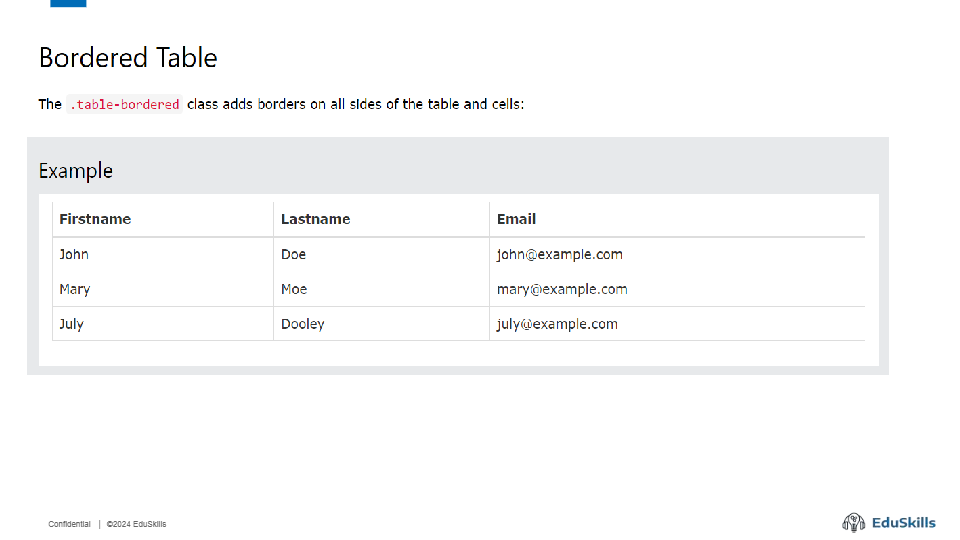 Bordered Table
The .table-bordered class adds borders on all sides of the table and cells:
Example
Firstname Lastname Email
John Doe john@example.com
Mary Moe mary@example.com
July Dooley july@example.com
Confidential | ©2024 EduSkills
EduSkills